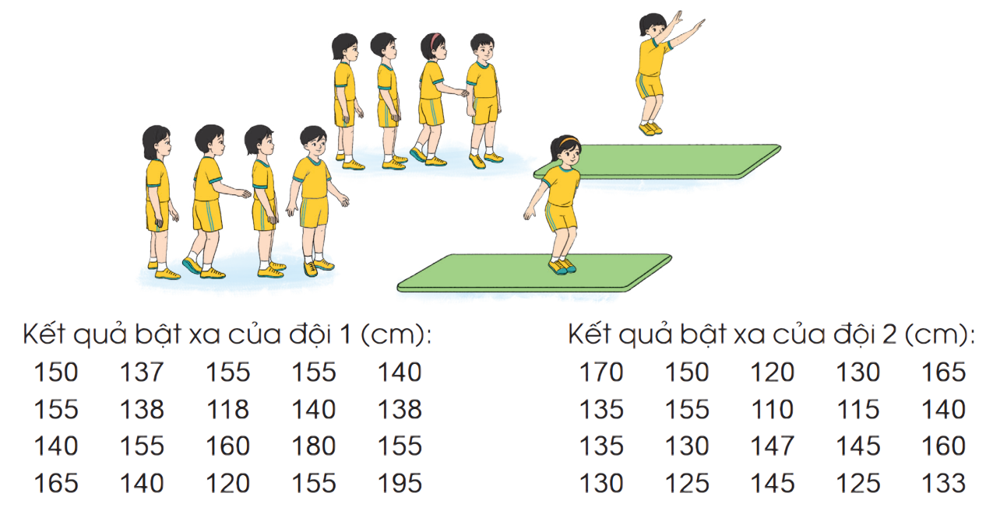 Kết quả bật xa của đội 1 (cm):
150 137 155 155 140
155 138 118 140 138
140 155 160 180 155
165 140 120 155 195
Kết quả bật xa của đội 2 (cm):
170 150 120 130 165
135 155 110 115 140
135 130 147 145 160
130 125 145 125 133